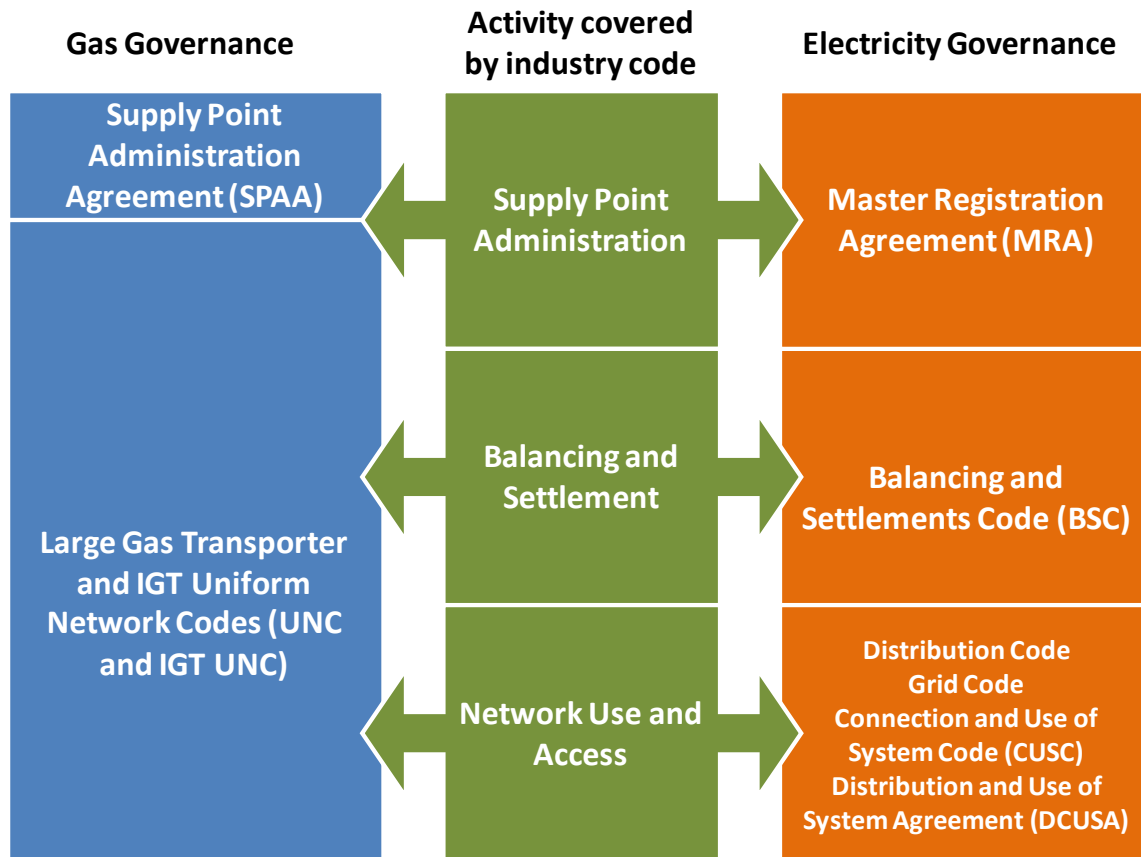 Gas Governance
Activity covered
by industry code
Electricity Governance
Supply Point
Administration
Agreement (SPAA)
Large Gas Transporter
and IGT Uniform
Network Codes (UNC
and IGT UNC)
Supply Point
Administration
Balancing and
Settlement
Network Use and
Access
Master Registration
Agreement (MRA)
Balancing and
Settlements Code (BSC)
Distribution Code
Grid Code
Connection and Use of
System Code (CUSC)
Distribution and Use of
System Agreement (DCUSA)